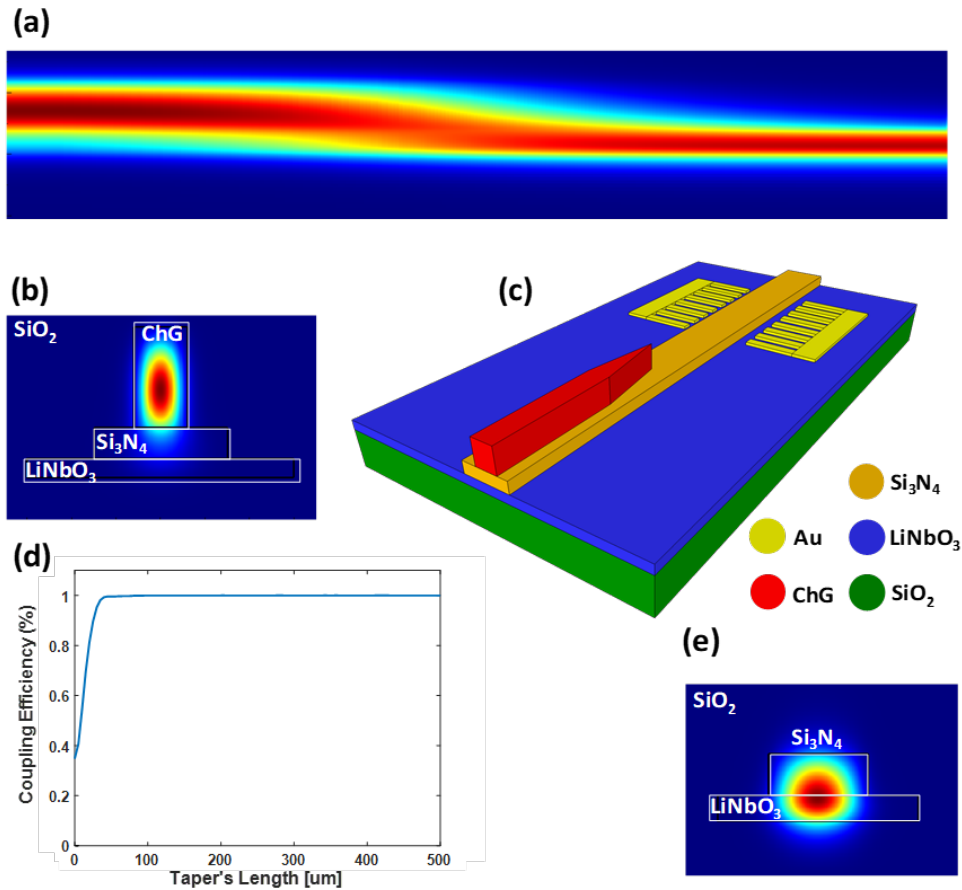 (a)
(b)
SiO₂
ChG
Si₃N₄
LiNbO₃
(c)
Si₃N₄
Au
LiNbO₃
ChG
SiO₂
(d)
Coupling Efficiency (%)
1
0.8
0.6
0.4
0.2
0
0
100
200
300
400
500
Taper's Length [um]
(e)
SiO₂
Si₃N₄
LiNbO₃